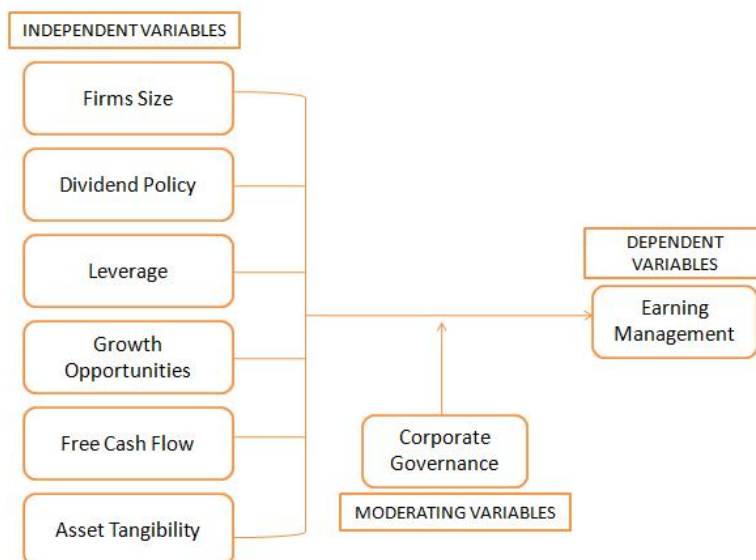 INDEPENDENT VARIABLES
Firms Size
Dividend Policy
Leverage
Growth
Opportunities
Free Cash Flow
Asset Tangibility
Corporate
Governance
MODERATING VARIABLES
DEPENDENT
VARIABLES
Earning
Management